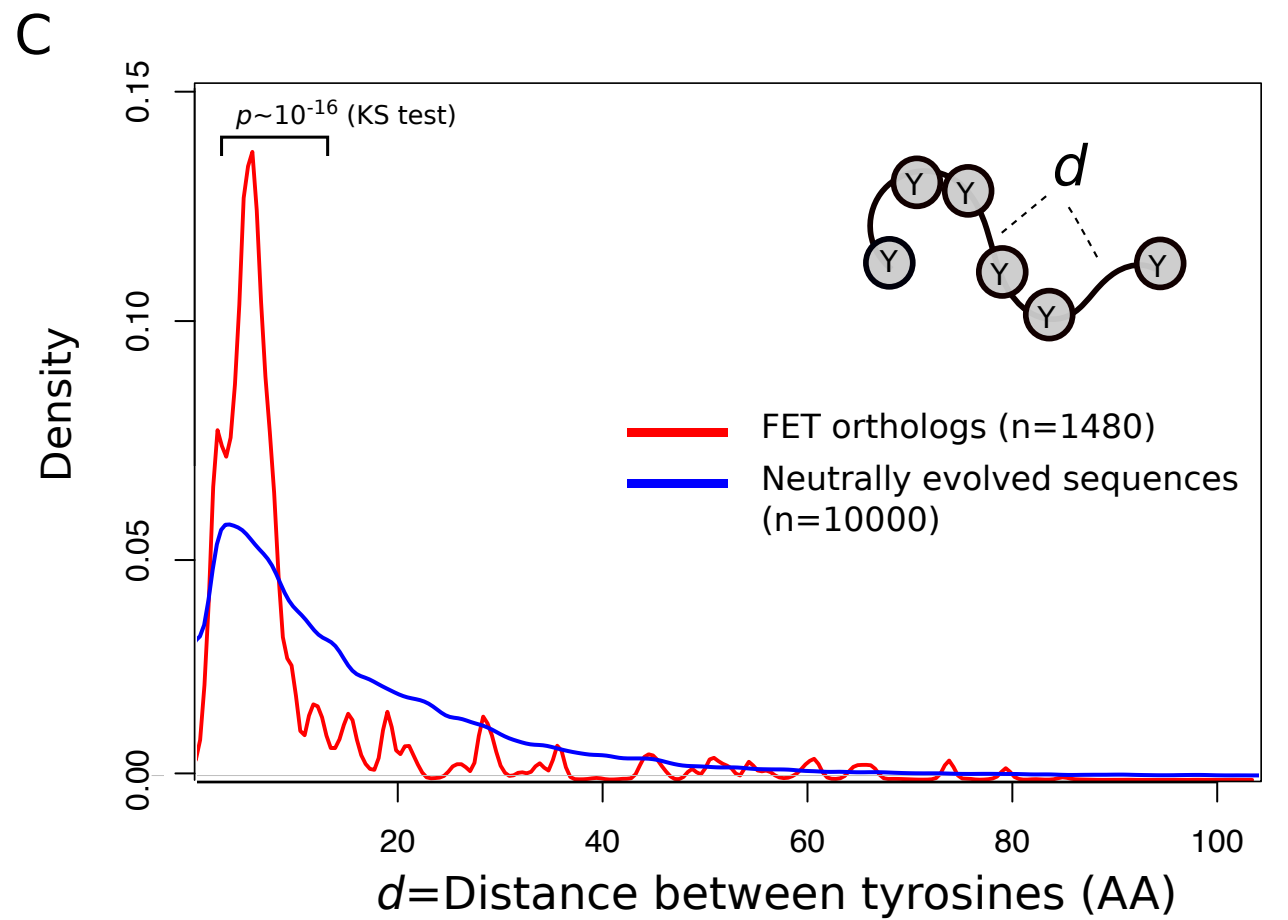 C
0.15
0.10
0.05
0.00
Density
p~10-16 (KS test)
d
Y
Y
Y
Y
Y
Y
FET orthologs (n=1480)
Neutrally evolved sequences
(n=10000)
20 40 60 80 100
d=Distance between tyrosines (AA)